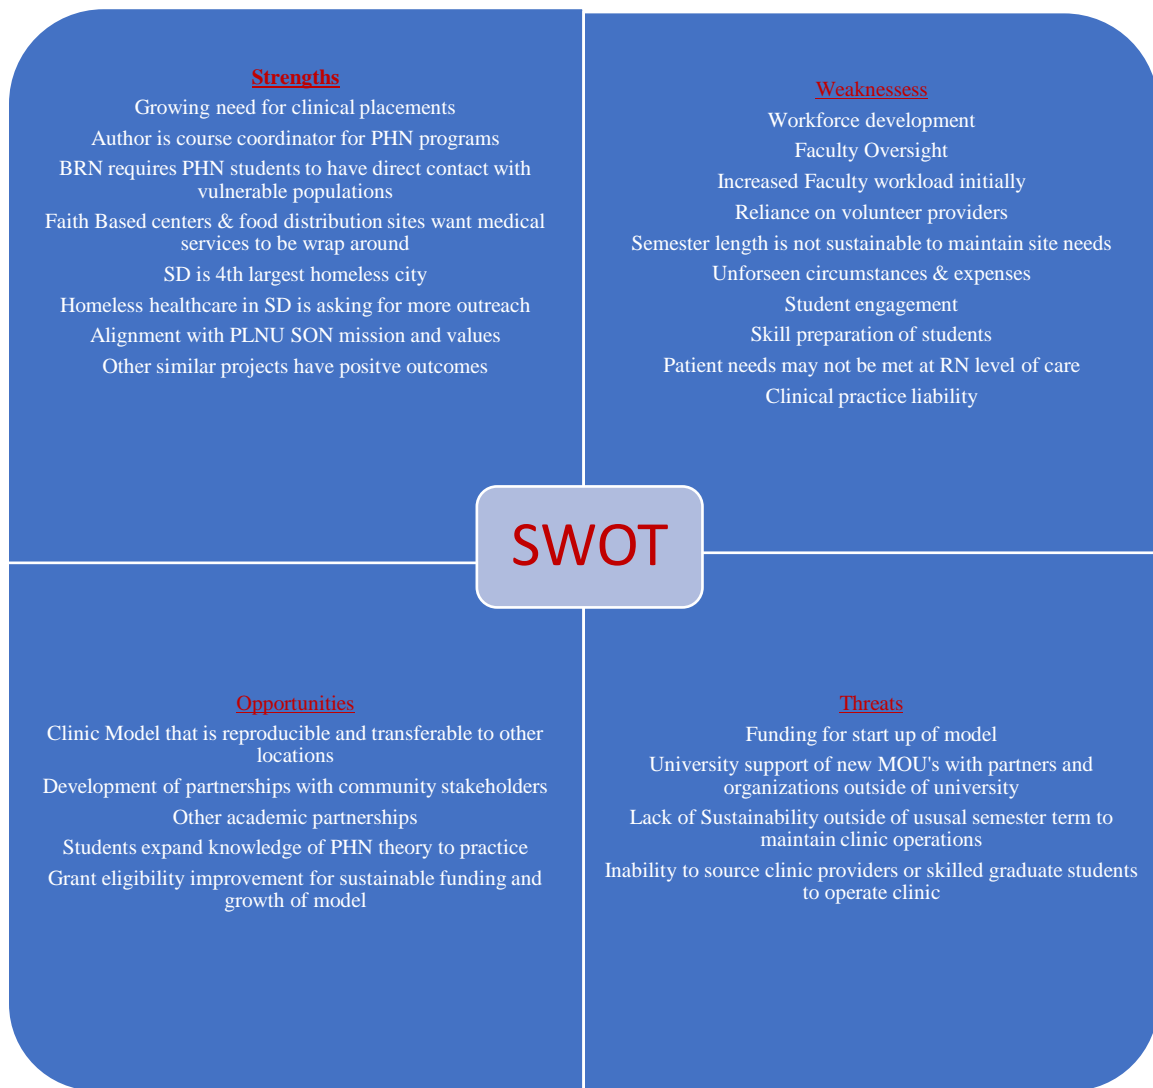 Strengths
Growing need for clinical placements
Author is course coordinator for PHN programs
BRN requires PHN students to have direct contact with
vulnerable populations
Faith Based centers & food distribution sites want medical
services to be wrap around
SD is 4th largest homeless city
Homeless healthcare in SD is asking for more outreach
Alignment with PLNU SON mission and values
Other similar projects have positve outcomes
Weaknessess
Workforce development
Faculty Oversight
Increased Faculty workload initially
Reliance on volunteer providers
Semester length is not sustainable to maintain site needs
Unforseen circumstances & expenses
Student engagement
Skill preparation of students
Patient needs may not be met at RN level of care
Clinical practice liability
SWOT
Opportunities
Clinic Model that is reproducible and transferable to other
locations
Development of partnerships with community stakeholders
Other academic partnerships
Students expand knowledge of PHN theory to practice
Grant eligibility improvement for sustainable funding and
growth of model
Threats
Funding for start up of model
University support of new MOU's with partners and
organizations outside of university
Lack of Sustainability outside of ususal semester term to
maintain clinic operations
Inability to source clinic providers or skilled graduate students
to operate clinic